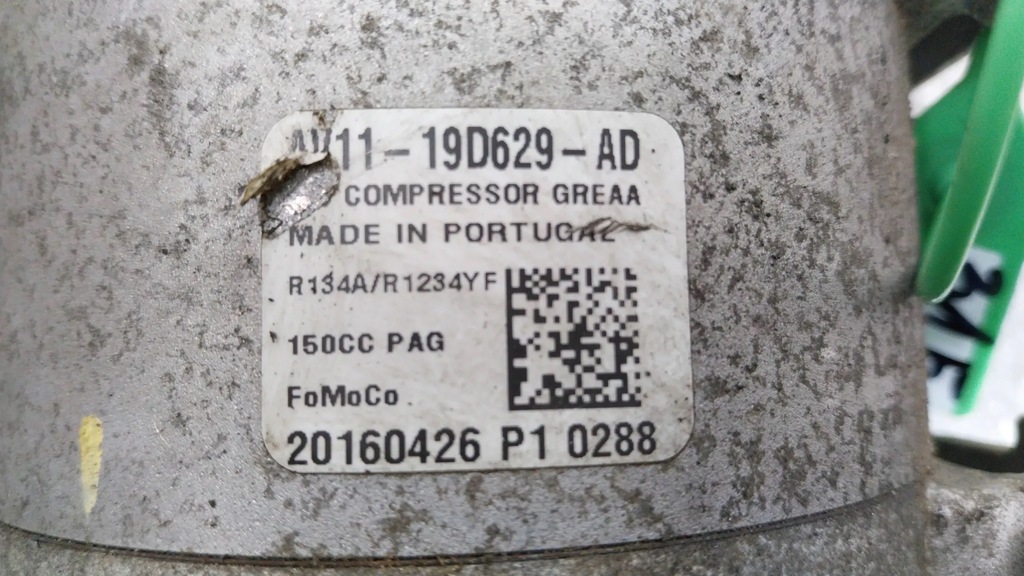 AV11-19D629-AD
COMPRESSOR GREAA
MADE IN PORTUGAL
R134A/R1234YF
150CC PAG
FoMoCo
20160426 P1 0288